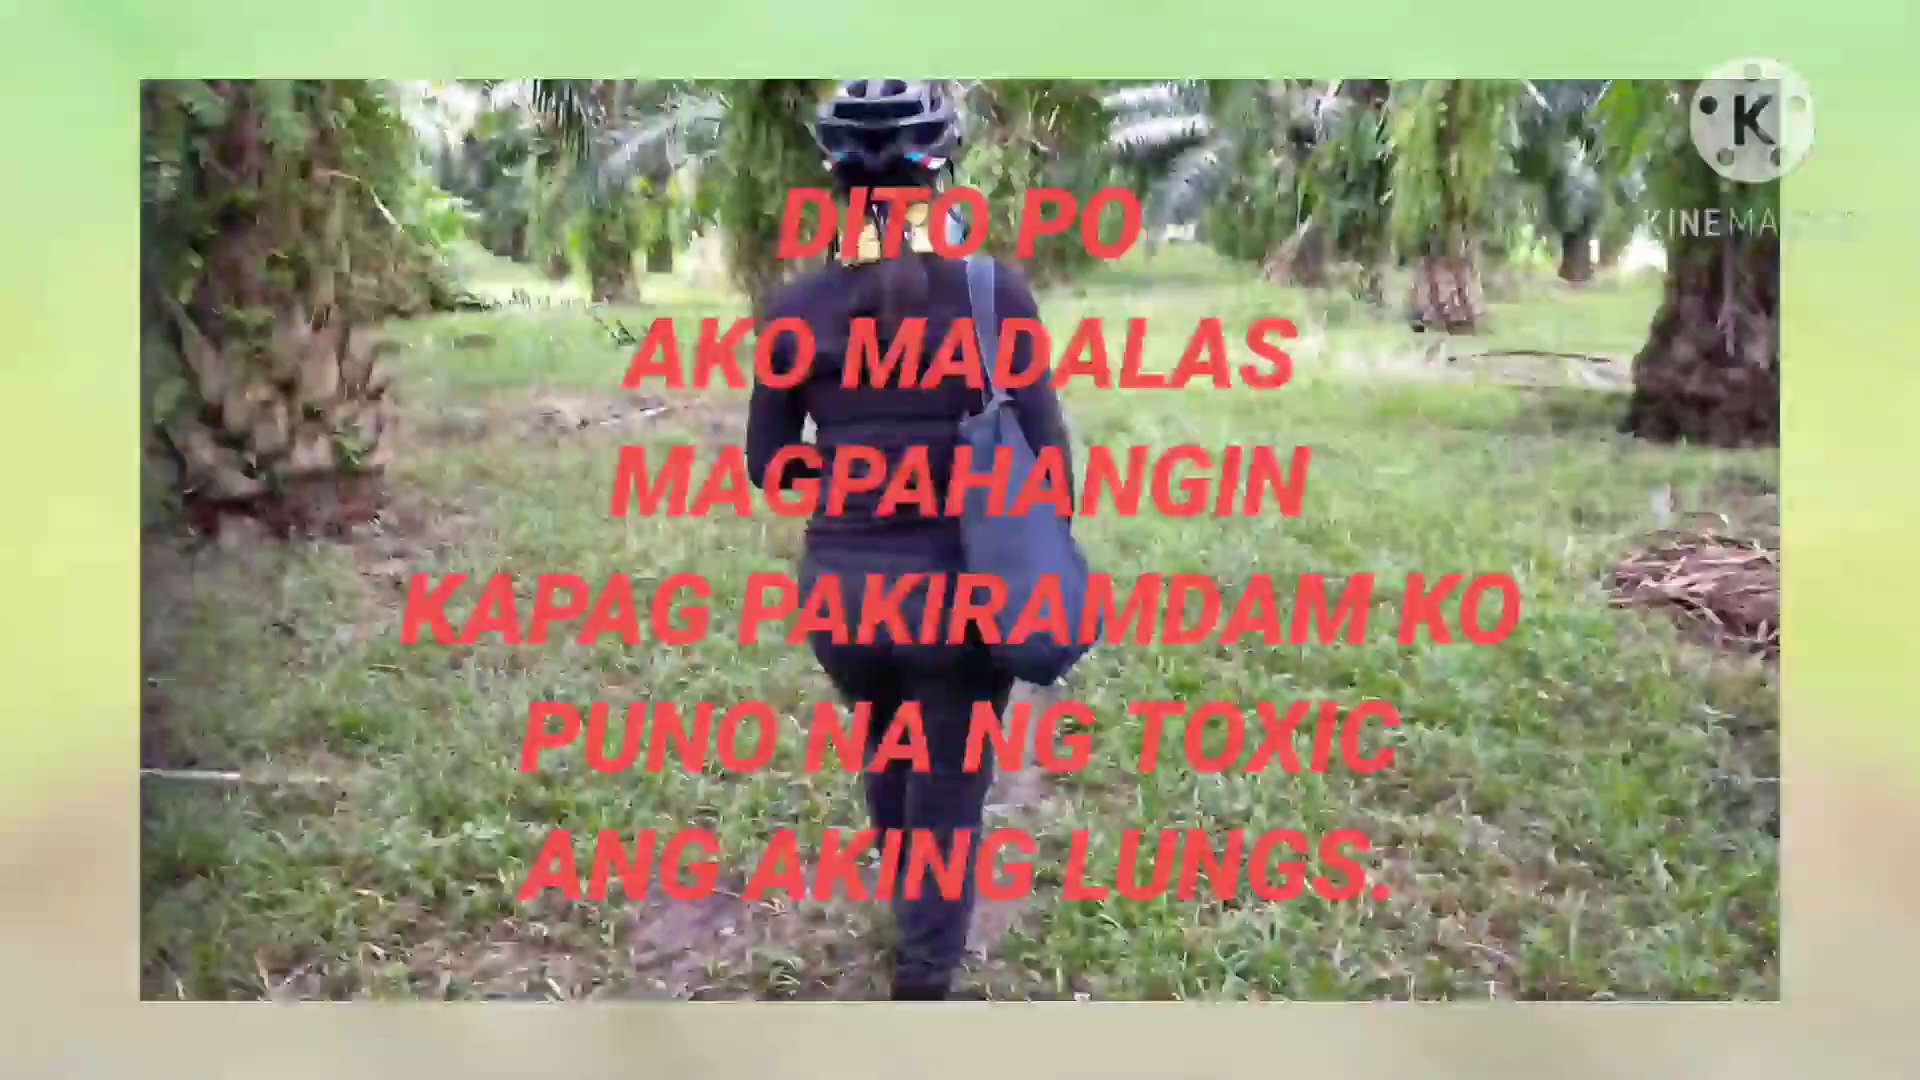 K
KINEMASTER
DITO PO
AKO MADALAS
MAGPAHANGIN
KAPAG PAKIRAMDAM KO
PUNO NA NG TOXIC
ANG AKING LUNGS.